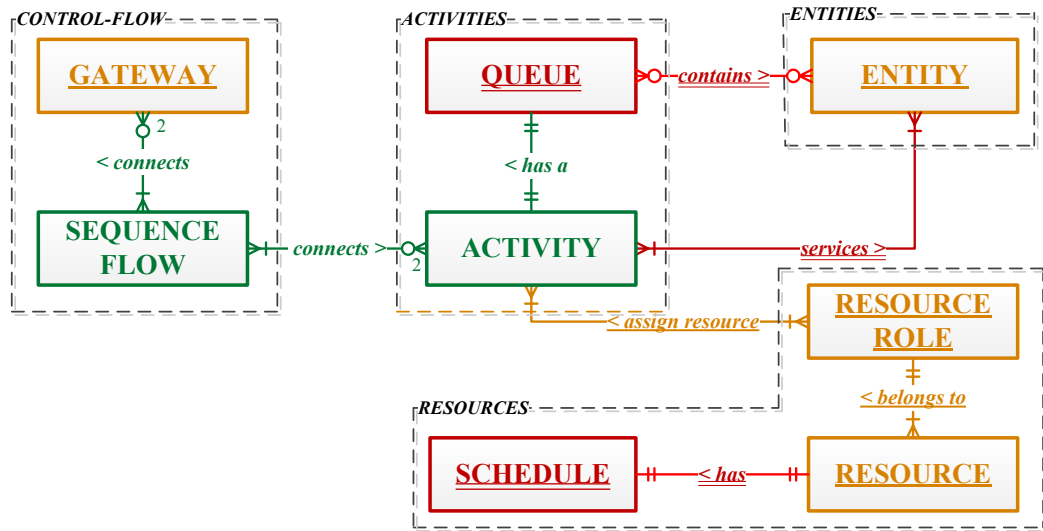 CONTROL-FLOW
GATEWAY
2
< connects
SEQUENCE
FLOW
connects >
2
ACTIVITIES
QUEUE
< has a
ACTIVITY
contains >
ENTITIES
ENTITY
services >
< assign resource
RESOURCE
ROLE
< belongs to
RESOURCES
SCHEDULE
< has
RESOURCE